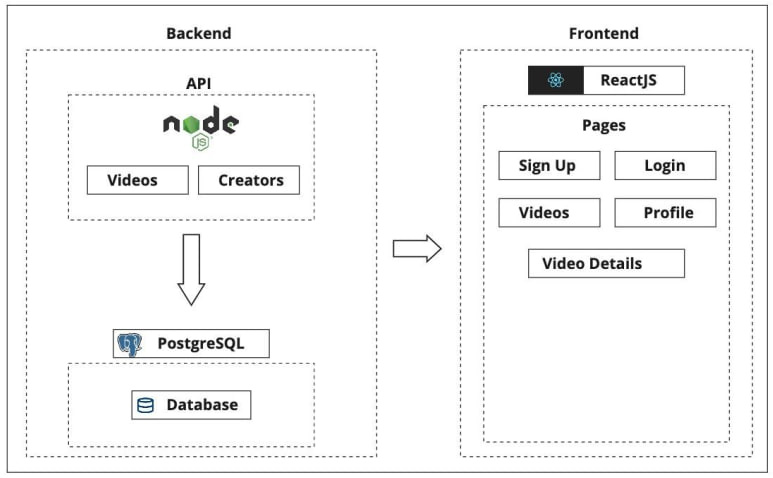 Backend
API
node
JS
Videos
Creators
PostgreSQL
Database
Frontend
ReactJS
Pages
Sign Up
Login
Videos
Profile
Video Details